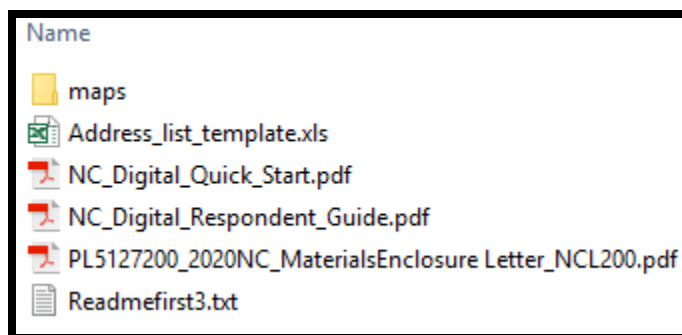 Name
maps
Address_list_template.xls
NC_Digital_Quick_Start.pdf
NC_Digital_Respondent_Guide.pdf
PL5127200_2020NC_MaterialsEnclosure Letter_NCL200.pdf
Readmefirst3.txt